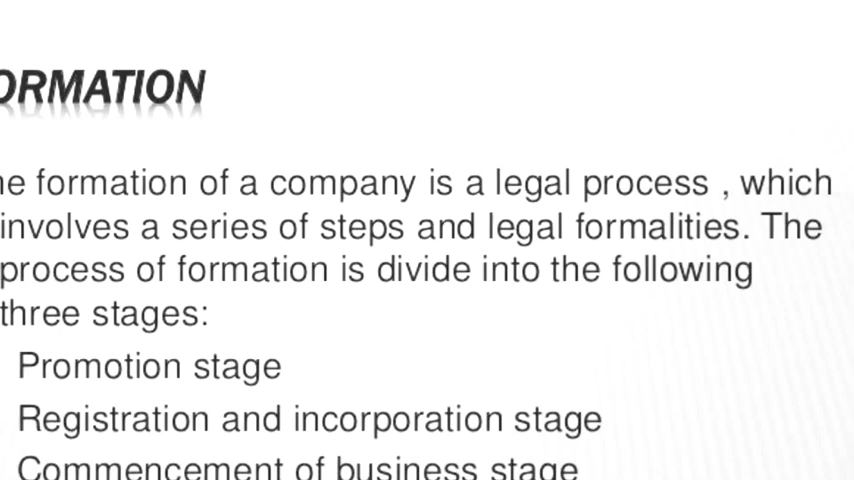 ORMATION
he formation of a company is a legal process , which
involves a series of steps and legal formalities. The
process of formation is divide into the following
three stages:
Promotion stage
Registration and incorporation stage
Commencement of business stage